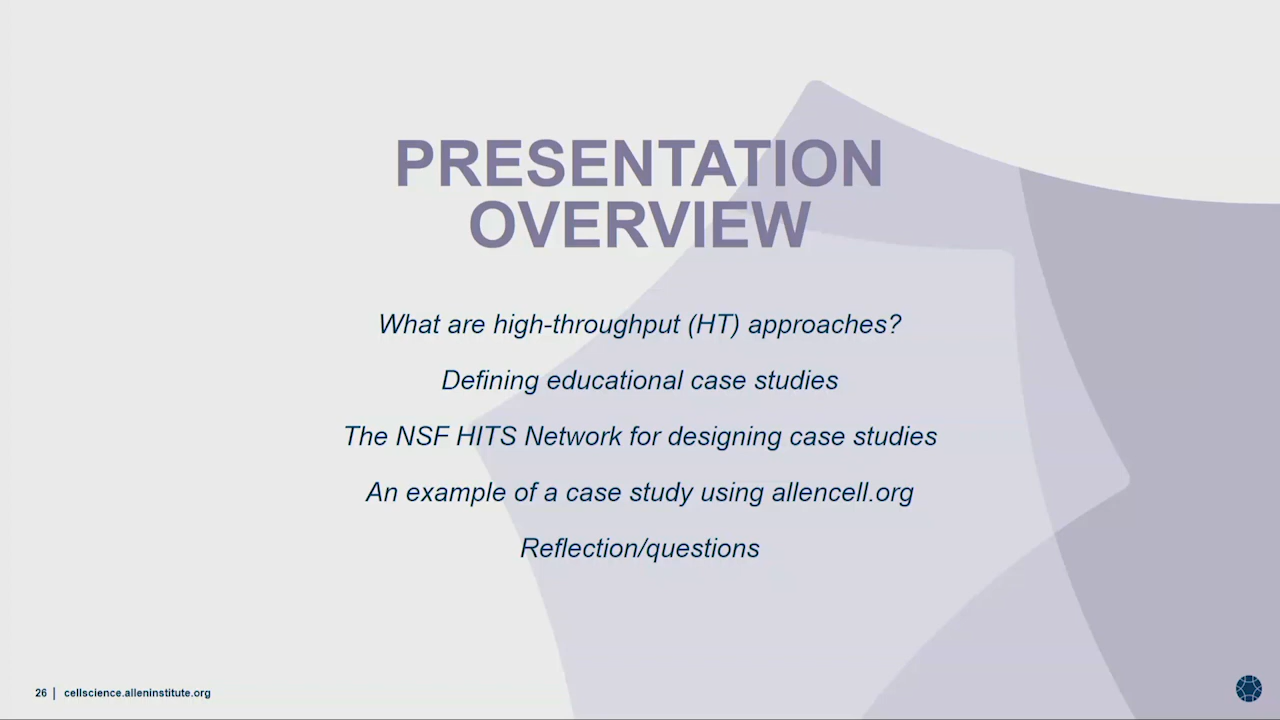 PRESENTATION
OVERVIEW
What are high-throughput (HT) approaches?
Defining educational case studies
The NSF HITS Network for designing case studies
An example of a case study using allencell.org
Reflection/questions
26 | cellscience.alleninstitute.org